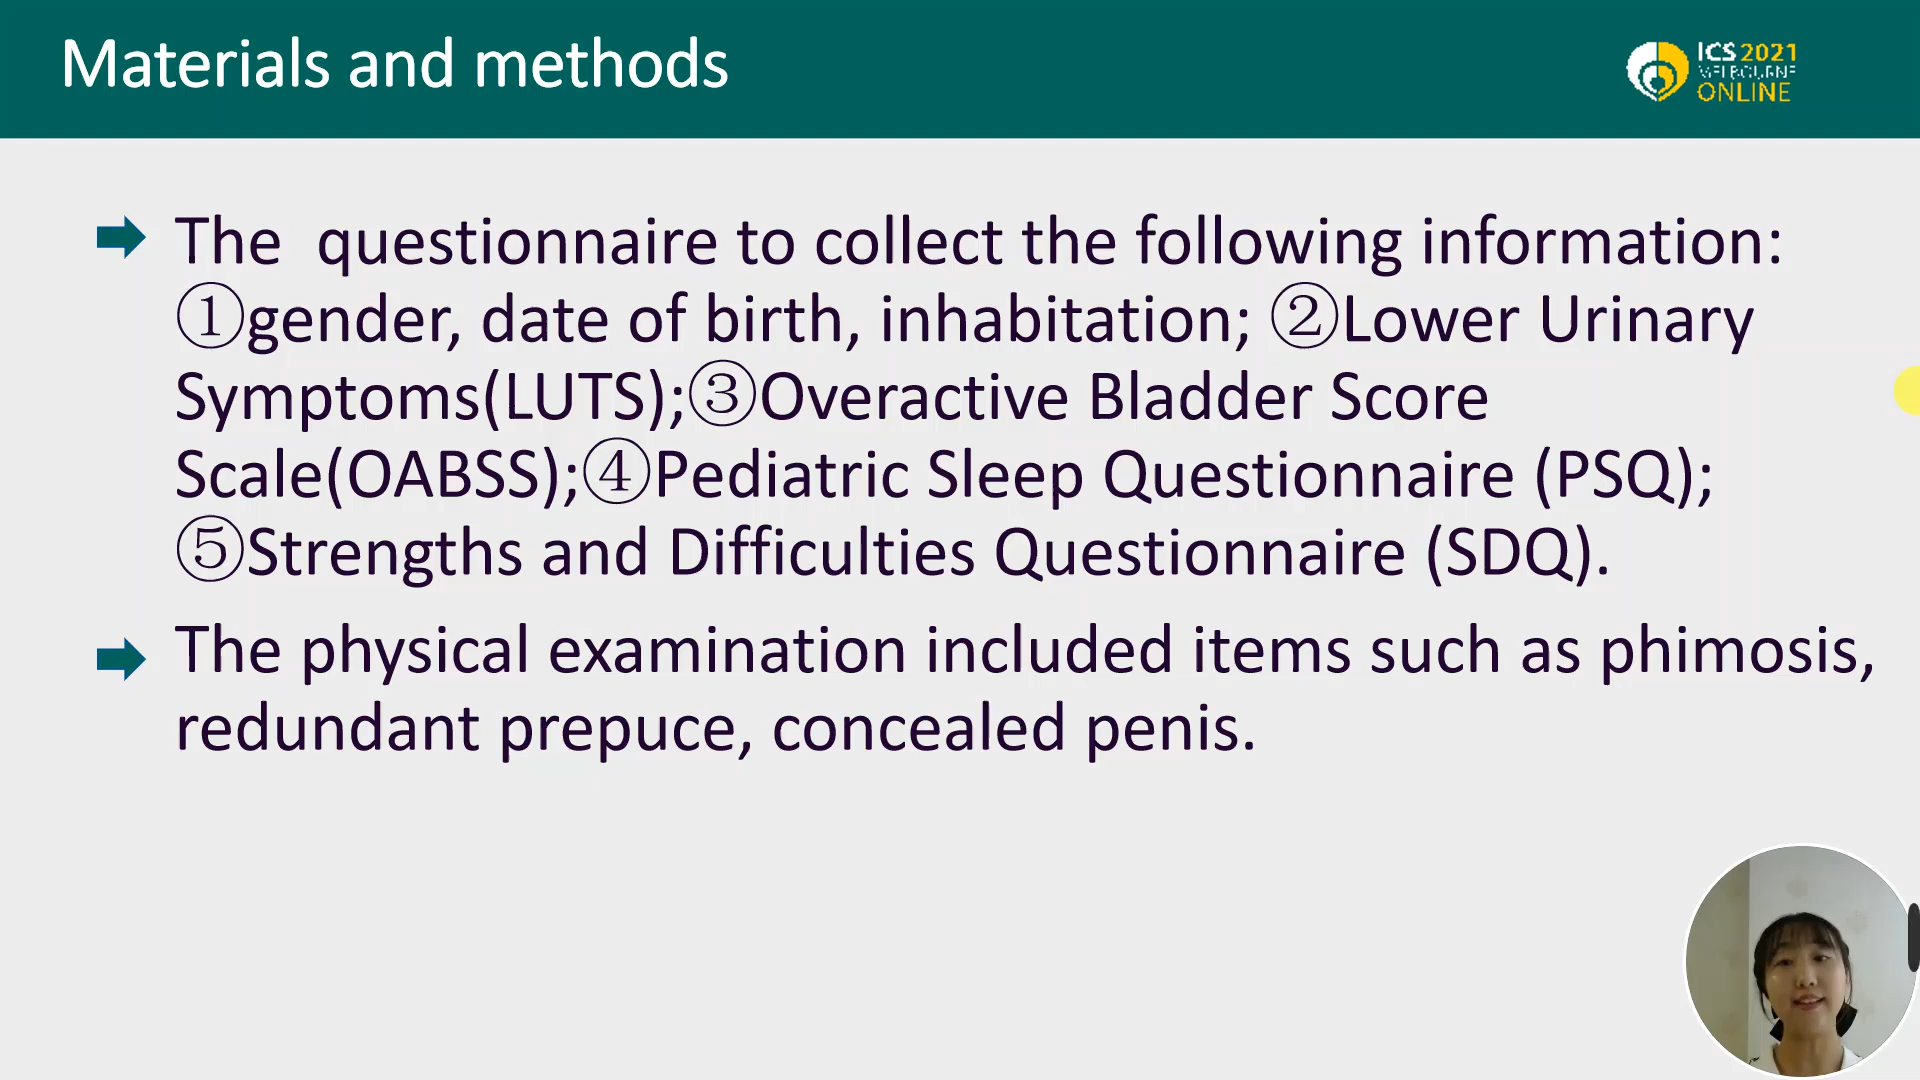 Materials and methods
ICS 2021
MELBOURNE
ONLINE
The questionnaire to collect the following information:
①gender, date of birth, inhabitation; ②Lower Urinary
Symptoms(LUTS);③Overactive Bladder Score
Scale(OABSS);④Pediatric Sleep Questionnaire (PSQ);
⑤Strengths and Difficulties Questionnaire (SDQ).
The physical examination included items such as phimosis,
redundant prepuce, concealed penis.